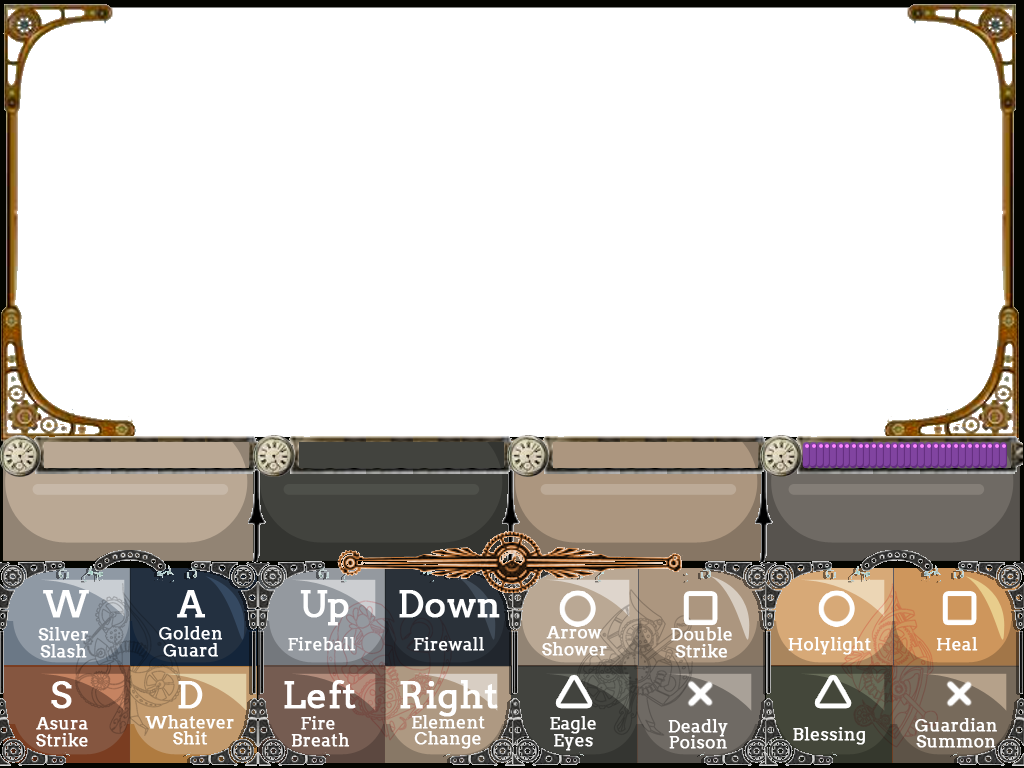 W
Silver
Slash
A
Golden
Guard
Up
Fireball
Down
Firewall
Arrow
Shower
Double
Strike
Holylight
Heal
S
Asura
Strike
D
Whatever
Shit
Left
Fire
Breath
Right
Element
Change
Eagle
Eyes
Deadly
Poison
Blessing
Guardian
Summon